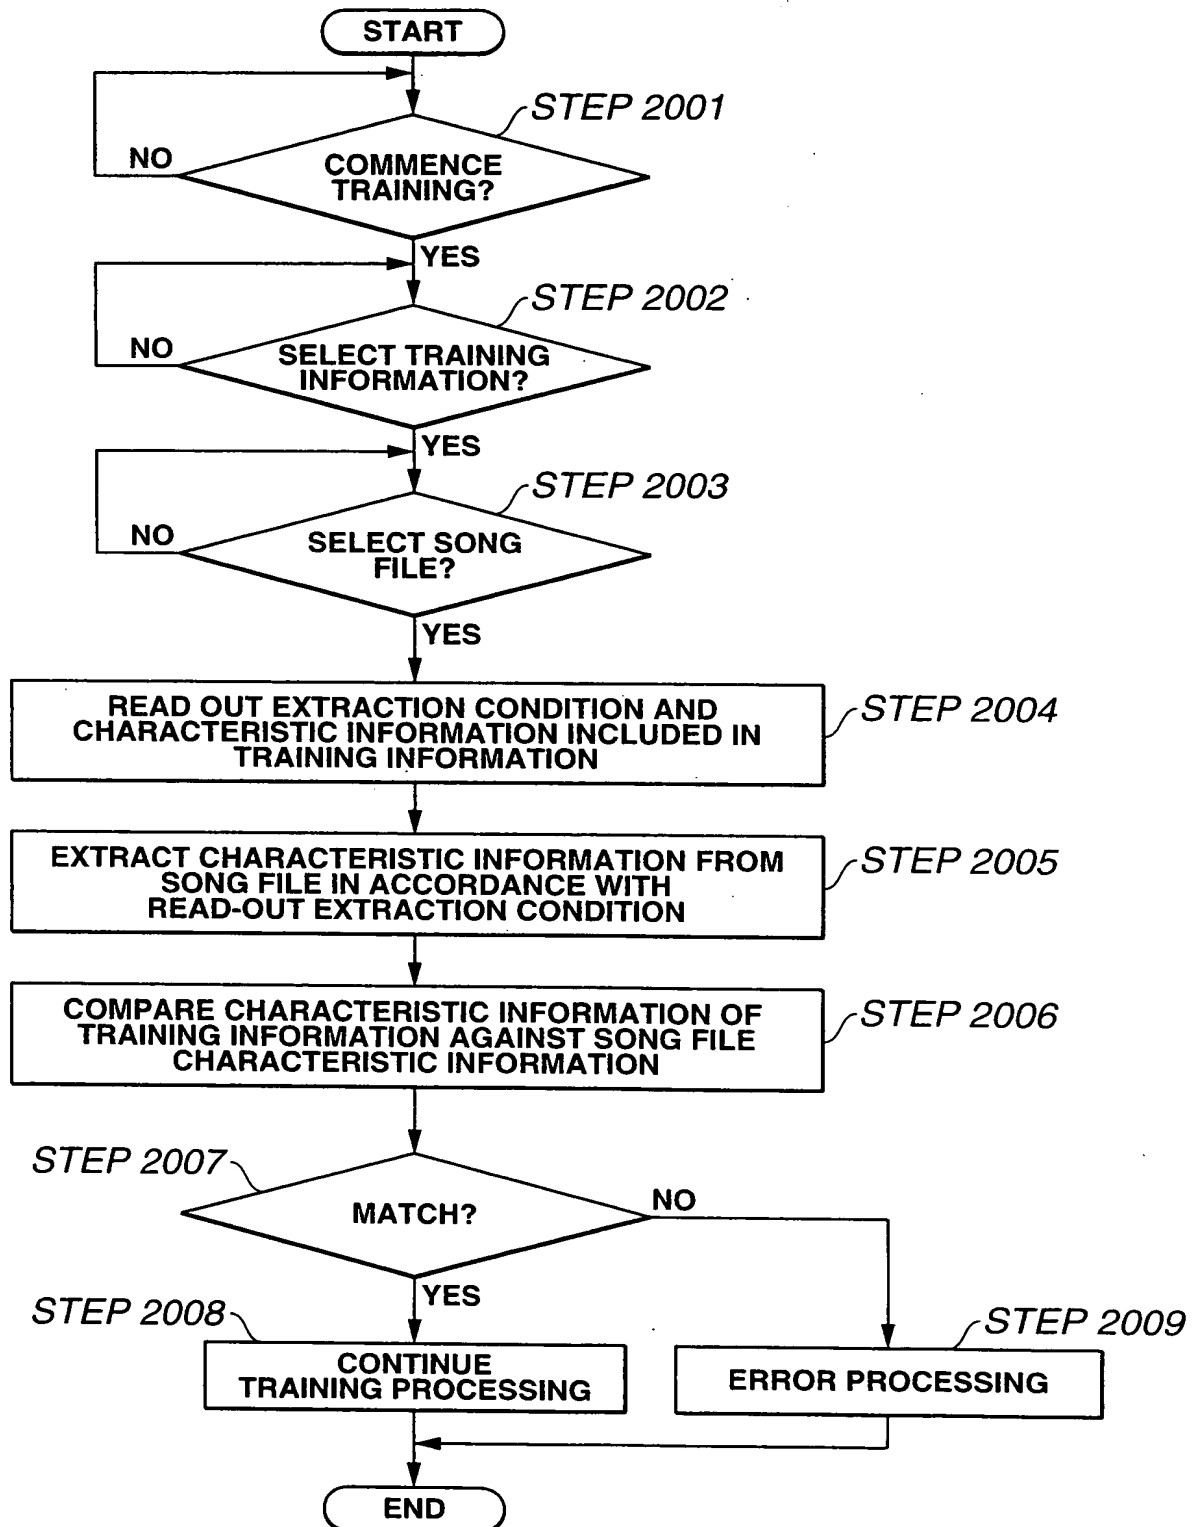 START
STEP 2001
NO
COMMENCE
TRAINING?
YES
STEP 2002
NO
SELECT TRAINING
INFORMATION?
YES
STEP 2003
NO
SELECT SONG
FILE?
YES
READ OUT EXTRACTION CONDITION AND
CHARACTERISTIC INFORMATION INCLUDED IN
TRAINING INFORMATION
STEP 2004
EXTRACT CHARACTERISTIC INFORMATION FROM
SONG FILE IN ACCORDANCE WITH
READ-OUT EXTRACTION CONDITION
STEP 2005
COMPARE CHARACTERISTIC INFORMATION OF
TRAINING INFORMATION AGAINST SONG FILE
CHARACTERISTIC INFORMATION
STEP 2006
STEP 2007
MATCH?
NO
YES
STEP 2008
CONTINUE
TRAINING PROCESSING
STEP 2009
ERROR PROCESSING
END